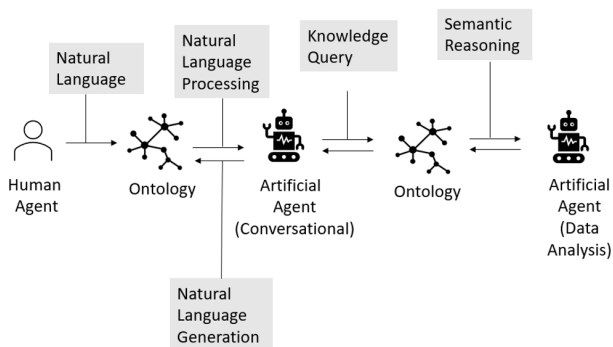 Natural
Language
Natural
Language
Processing
Knowledge
Query
Semantic
Reasoning
Human
Agent
Ontology
Artificial
Agent
(Conversational)
Ontology
Artificial
Agent
(Data
Analysis)
Natural
Language
Generation